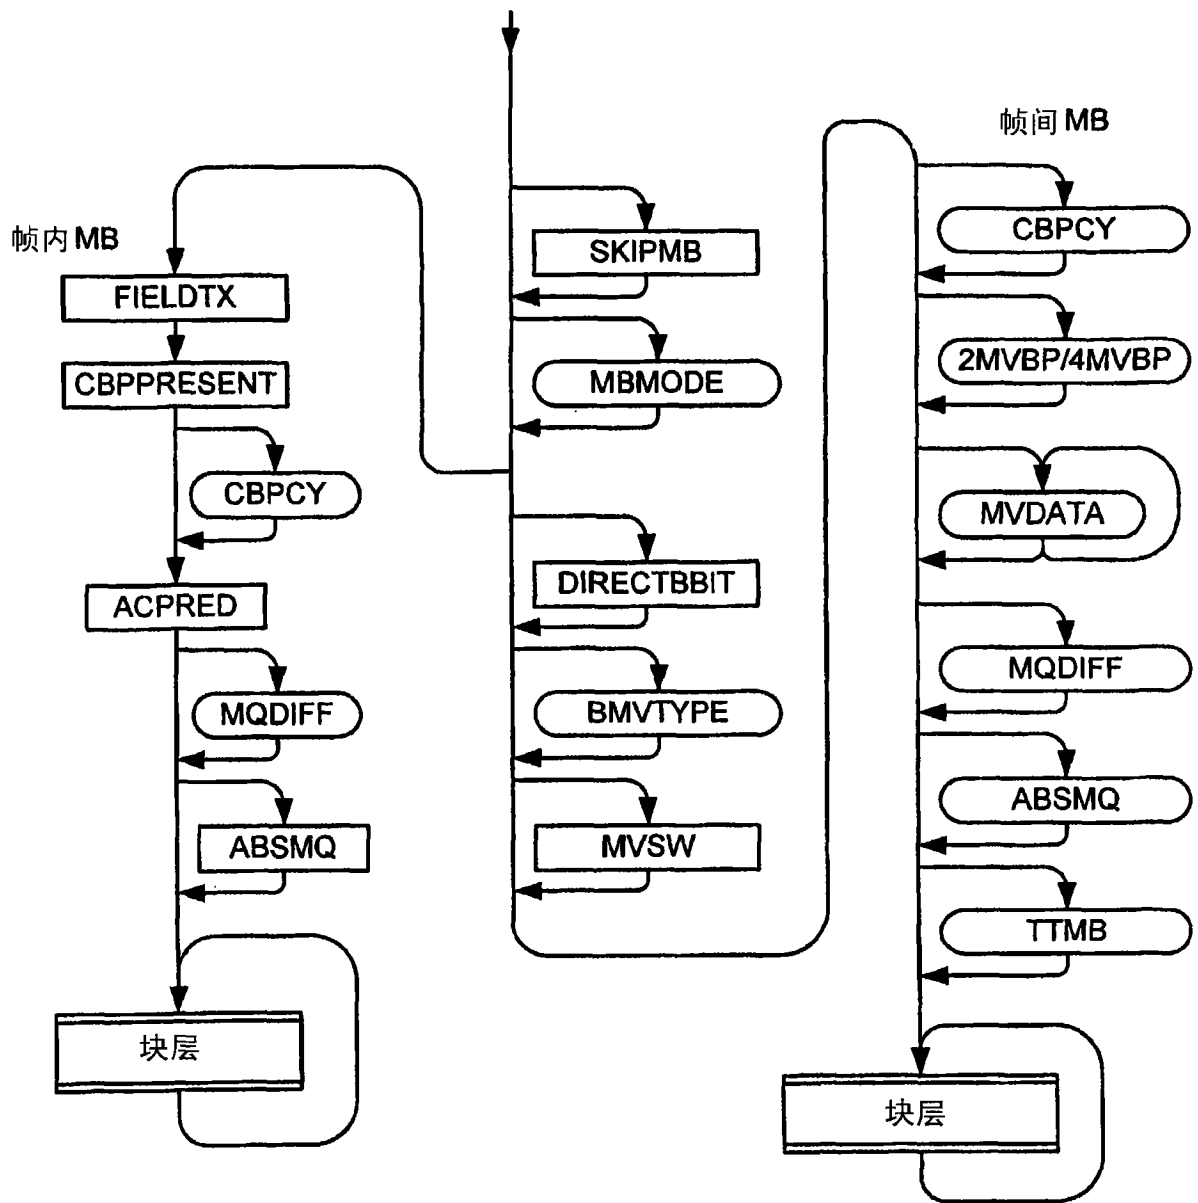 帧内 MB
FIELDTX
CBPPRESENT
CBPCY
ACPRED
MQDIFF
ABSMQ
块层
SKIPMB
MBMODE
DIRECTBBIT
BMVTYPE
MVSW
帧间 MB
CBPCY
2MVBP/4MVBP
MVDATA
MQDIFF
ABSMQ
TTMB
块层